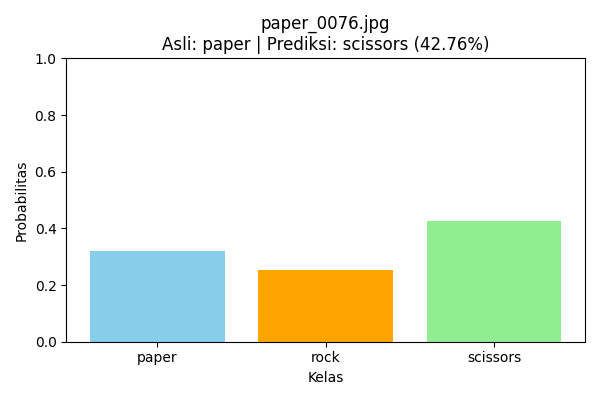 paper_0076.jpg
Asli: paper | Prediksi: scissors (42.76%)
1.0
0.8
0.6
0.4
0.2
0.0
Probabilitas
paper rock scissors
Kelas